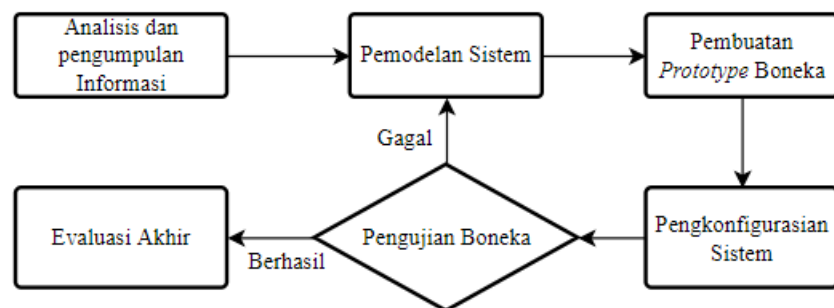 Analisis dan
pengumpulan
Informasi
Pemodelan Sistem
Pembuatan
Prototype Boneka
Gagal
Evaluasi Akhir
Berhasil
Pengujian Boneka
Pengkonfigurasian
Sistem